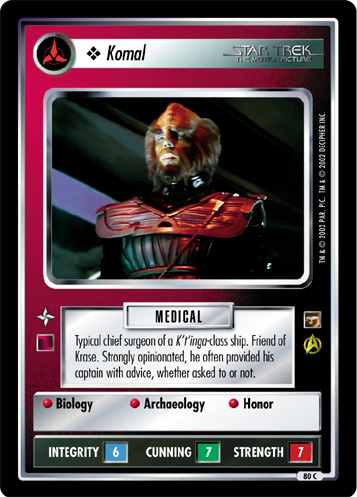 ❖ Komal
STAR TREK
THE MOTION PICTURE
TM & © 2002 PAR. PIC. TM & © 2002 DECIPHER INC.
MEDICAL
Typical chief surgeon of a K't'inga-class ship. Friend of
Krase. Strongly opinionated, he often provided his
captain with advice, whether asked to or not.
Biology Archaeology Honor
INTEGRITY 6 CUNNING 7 STRENGTH 7
80 C